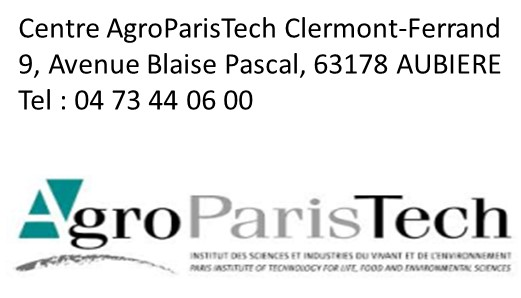 Centre AgroParisTech Clermont-Ferrand
9, Avenue Blaise Pascal, 63178 AUBIERE
Tel : 04 73 44 06 00
AgroParisTech
INSTITUT DES SCIENCES ET INDUSTRIES DU VIVANT ET DE L'ENVIRONNEMENT
PARIS INSTITUTE OF TECHNOLOGY FOR LIFE, FOOD AND ENVIRONMENTAL SCIENCES